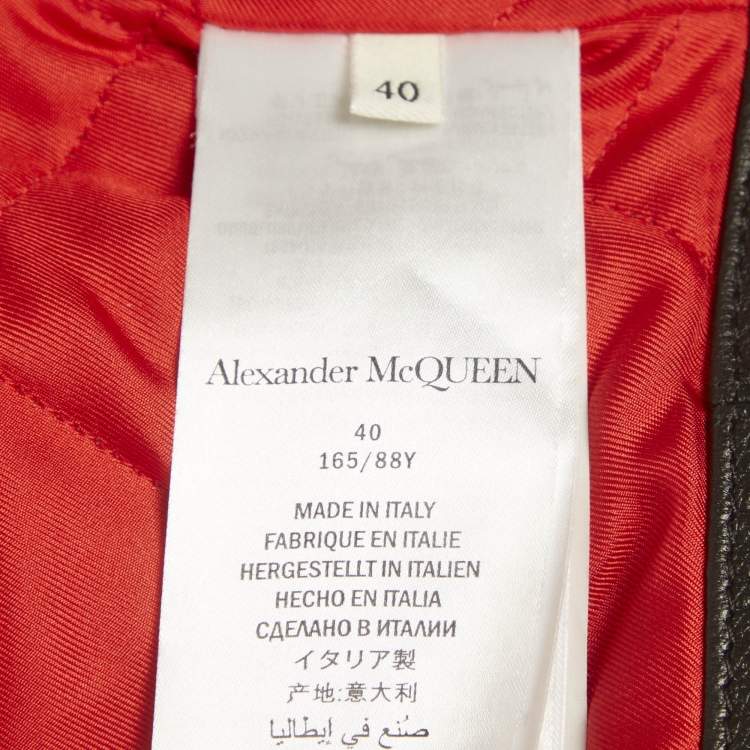 40
Alexander McQUEEN
40
165/88Y
MADE IN ITALY
FABRIQUE EN ITALIE
HERGESTELLT IN ITALIEN
HECHO EN ITALIA
СДЕЛАНО В ИТАЛИИ
イタリア製
产地:意大利
صُنع في إيطاليا